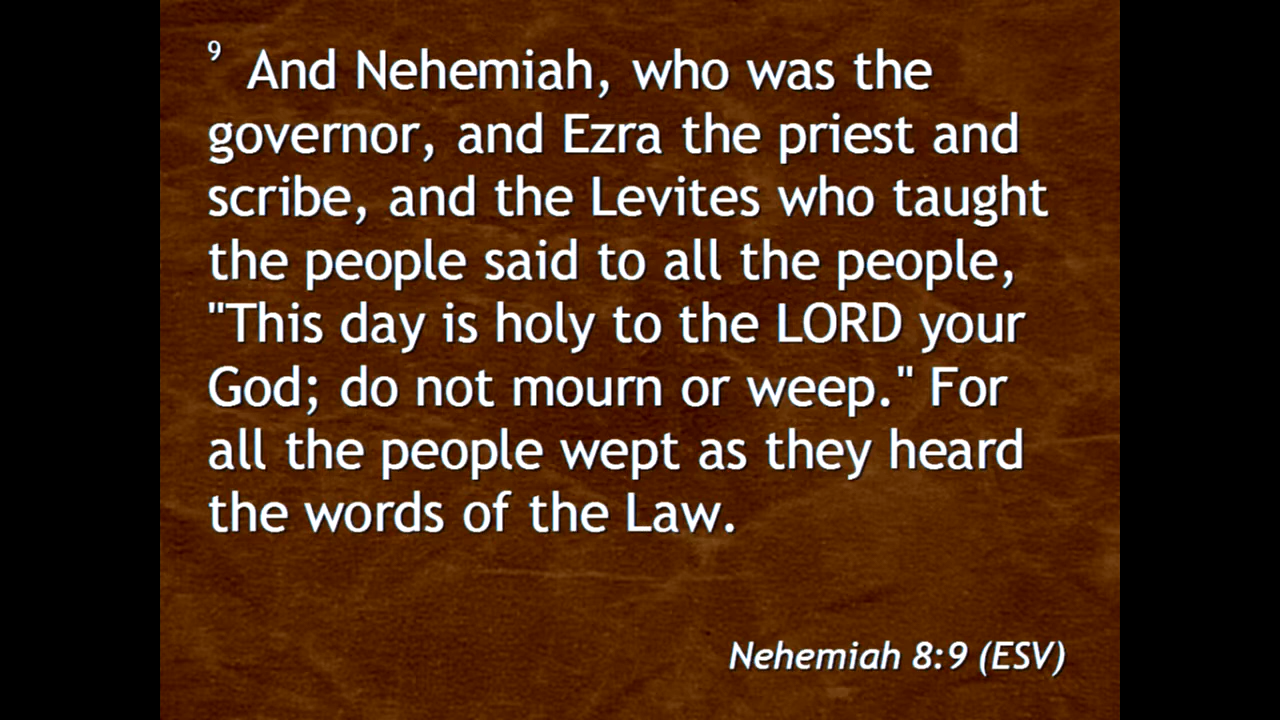 9 And Nehemiah, who was the
governor, and Ezra the priest and
scribe, and the Levites who taught
the people said to all the people,
"This day is holy to the LORD your
God; do not mourn or weep." For
all the people wept as they heard
the words of the Law.
Nehemiah 8:9 (ESV)